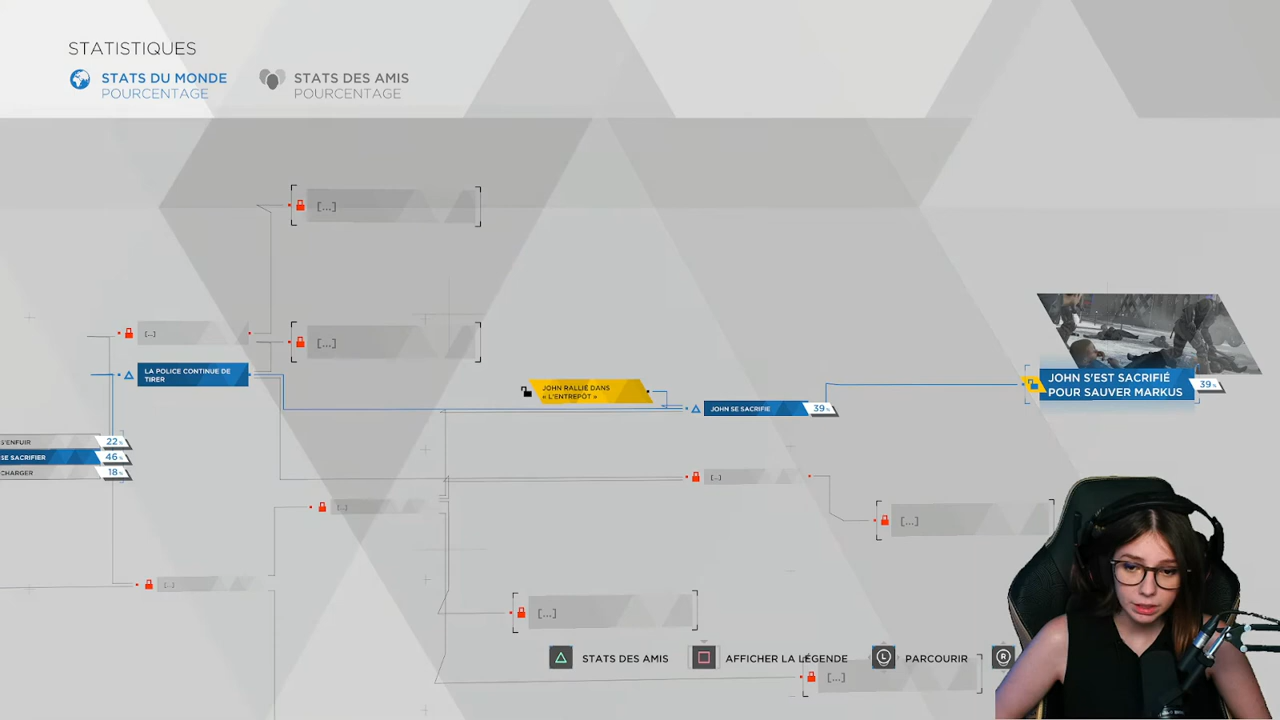 STATISTIQUES
STATS DU MONDE
POURCENTAGE
STATS DES AMIS
POURCENTAGE
[...]
[...]
[...]
LA POLICE CONTINUE DE
TIRER
JOHN RALLIÉ DANS
« L'ENTREPÔT »
JOHN SE SACRIFIE
39%
JOHN S'EST SACRIFIÉ
POUR SAUVER MARKUS
39%
S'ENFUIR
22%
SE SACRIFIER
46%
CHARGER
18%
[...]
[...]
[...]
[...]
[...]
STATS DES AMIS
AFFICHER LA LÉGENDE
L
PARCOURIR
R
[...]